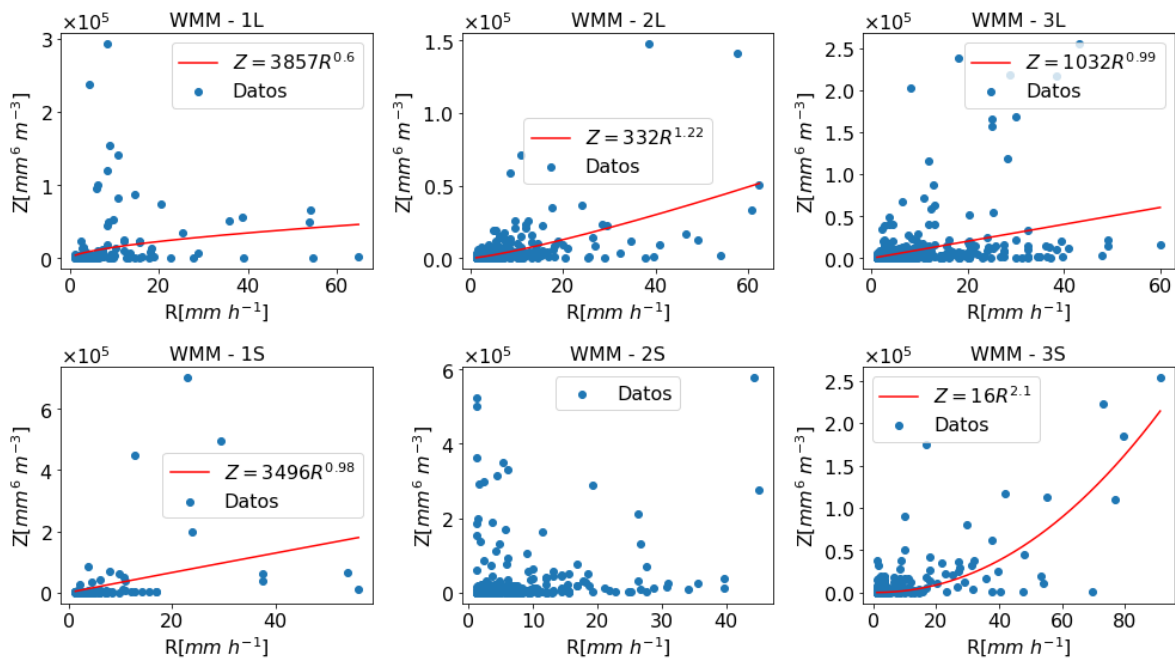 ×10⁵ WMM - 1L
Z = 3857R^0.6
Datos
Z[mm⁶ m⁻³]
3
2
1
0
0 20 40 60
R[mm h⁻¹]
×10⁵ WMM - 2L
Z = 332R^1.22
Datos
Z[mm⁶ m⁻³]
1.5
1.0
0.5
0.0
0 20 40 60
R[mm h⁻¹]
×10⁵ WMM - 3L
Z = 1032R^0.99
Datos
Z[mm⁶ m⁻³]
2.5
2.0
1.5
1.0
0.5
0.0
0 20 40 60
R[mm h⁻¹]
×10⁵ WMM - 1S
Z = 3496R^0.98
Datos
Z[mm⁶ m⁻³]
6
4
2
0
0 20 40
R[mm h⁻¹]
×10⁵ WMM - 2S
Datos
Z[mm⁶ m⁻³]
6
4
2
0
0 10 20 30 40
R[mm h⁻¹]
×10⁵ WMM - 3S
Z = 16R^2.1
Datos
Z[mm⁶ m⁻³]
2.5
2.0
1.5
1.0
0.5
0.0
0 20 40 60 80
R[mm h⁻¹]